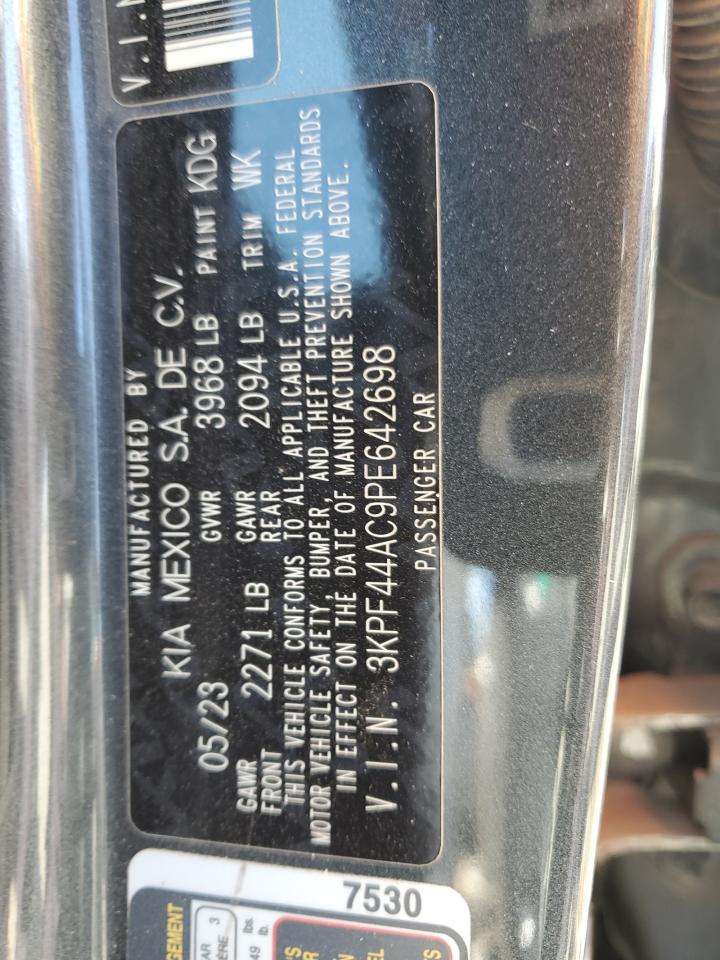 V.I.N
MANUFACTURED BY
KIA MEXICO S.A. DE C.V.
05/23 GVWR 3968 LB PAINT KDG
GAWR FRONT 2271 LB GAWR REAR 2094 LB TRIM WK
THIS VEHICLE CONFORMS TO ALL APPLICABLE U.S.A. FEDERAL
MOTOR VEHICLE SAFETY, BUMPER, AND THEFT PREVENTION STANDARDS
IN EFFECT ON THE DATE OF MANUFACTURE SHOWN ABOVE.
V.I.N. 3KPF44AC9PE642698
PASSENGER CAR
7530